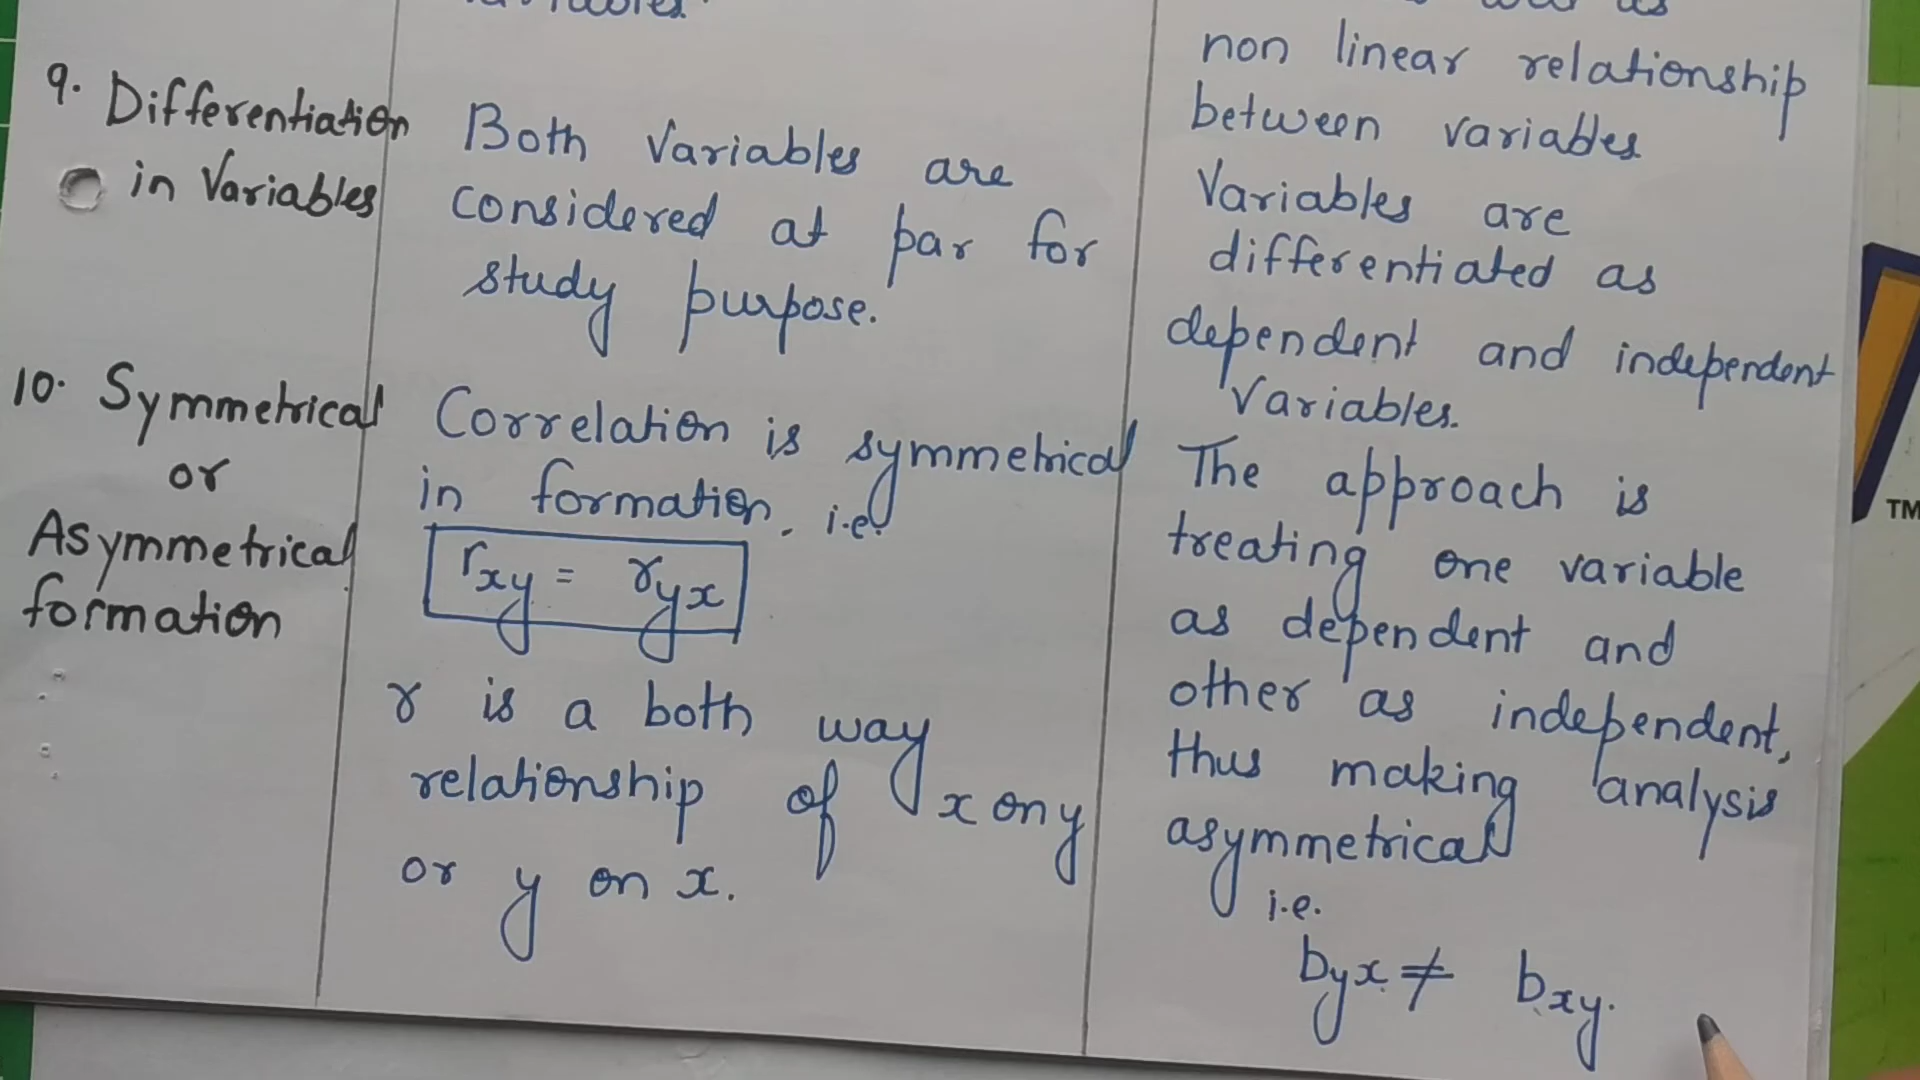 9. Differentiation
in Variables
Both Variables are
considered at par for
study purpose.
non linear relationship
between variables
Variables are
differentiated as
dependent and independent
Variables.
10. Symmetrical
or
Asymmetrical
formation
Correlation is symmetrical
in formation, i.e.
rxy = ryx
r is a both way
relationship of x on y
or y on x.
The approach is
treating one variable
as dependent and
other as independent,
thus making analysis
asymmetrical
i.e.
byx ≠ bxy.
TM